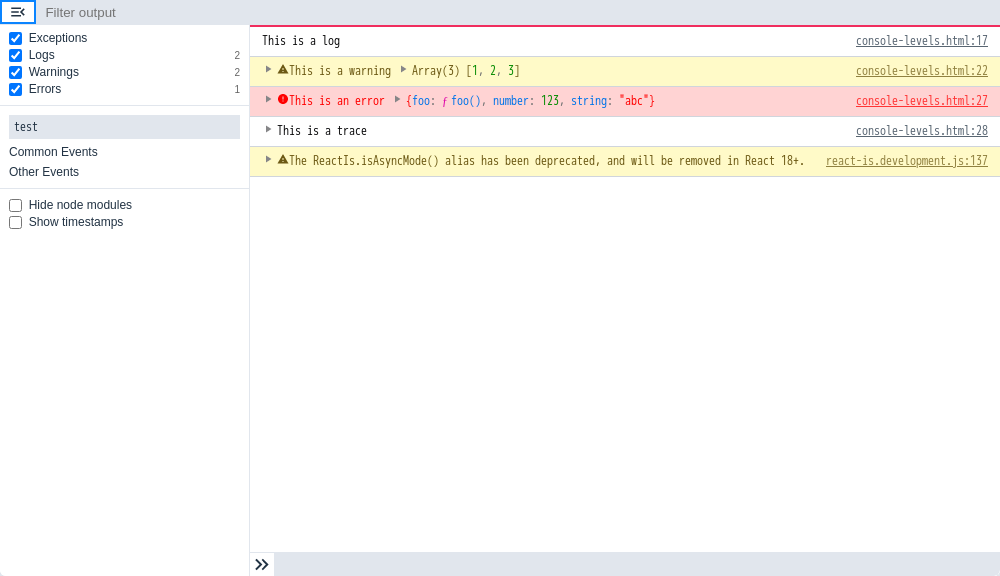 Filter output
Exceptions
Logs 2
Warnings 2
Errors 1
test
Common Events
Other Events
Hide node modules
Show timestamps
This is a log console-levels.html:17
This is a warning Array(3) [1, 2, 3] console-levels.html:22
This is an error {foo: ƒ foo(), number: 123, string: "abc"} console-levels.html:27
This is a trace console-levels.html:28
The ReactIs.isAsyncMode() alias has been deprecated, and will be removed in React 18+. react-is.development.js:137